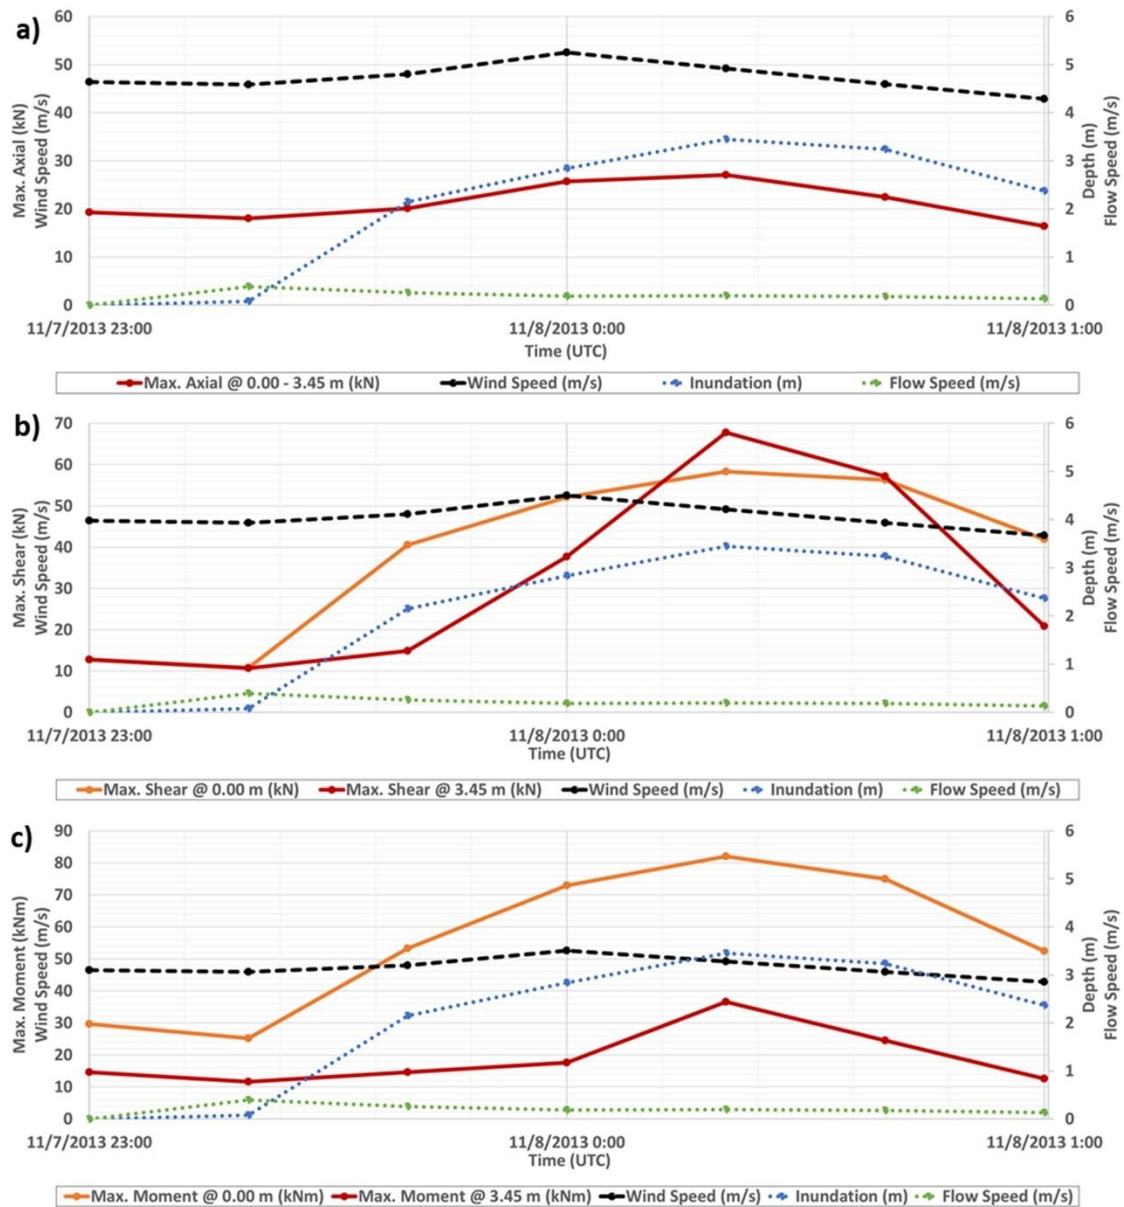 a)
60
50
40
30
20
10
0
Max. Axial (kN)
Wind Speed (m/s)
6
5
4
3
2
1
0
Depth (m)
Flow Speed (m/s)
11/7/2013 23:00 11/8/2013 0:00 11/8/2013 1:00
Time (UTC)
Max. Axial @ 0.00 - 3.45 m (kN) Wind Speed (m/s) Inundation (m) Flow Speed (m/s)
b)
70
60
50
40
30
20
10
0
Max. Shear (kN)
Wind Speed (m/s)
6
5
4
3
2
1
0
Depth (m)
Flow Speed (m/s)
11/7/2013 23:00 11/8/2013 0:00 11/8/2013 1:00
Time (UTC)
Max. Shear @ 0.00 m (kN) Max. Shear @ 3.45 m (kN) Wind Speed (m/s) Inundation (m) Flow Speed (m/s)
c)
90
80
70
60
50
40
30
20
10
0
Max. Moment (kNm)
Wind Speed (m/s)
6
5
4
3
2
1
0
Depth (m)
Flow Speed (m/s)
11/7/2013 23:00 11/8/2013 0:00 11/8/2013 1:00
Time (UTC)
Max. Moment @ 0.00 m (kNm) Max. Moment @ 3.45 m (kNm) Wind Speed (m/s) Inundation (m) Flow Speed (m/s)